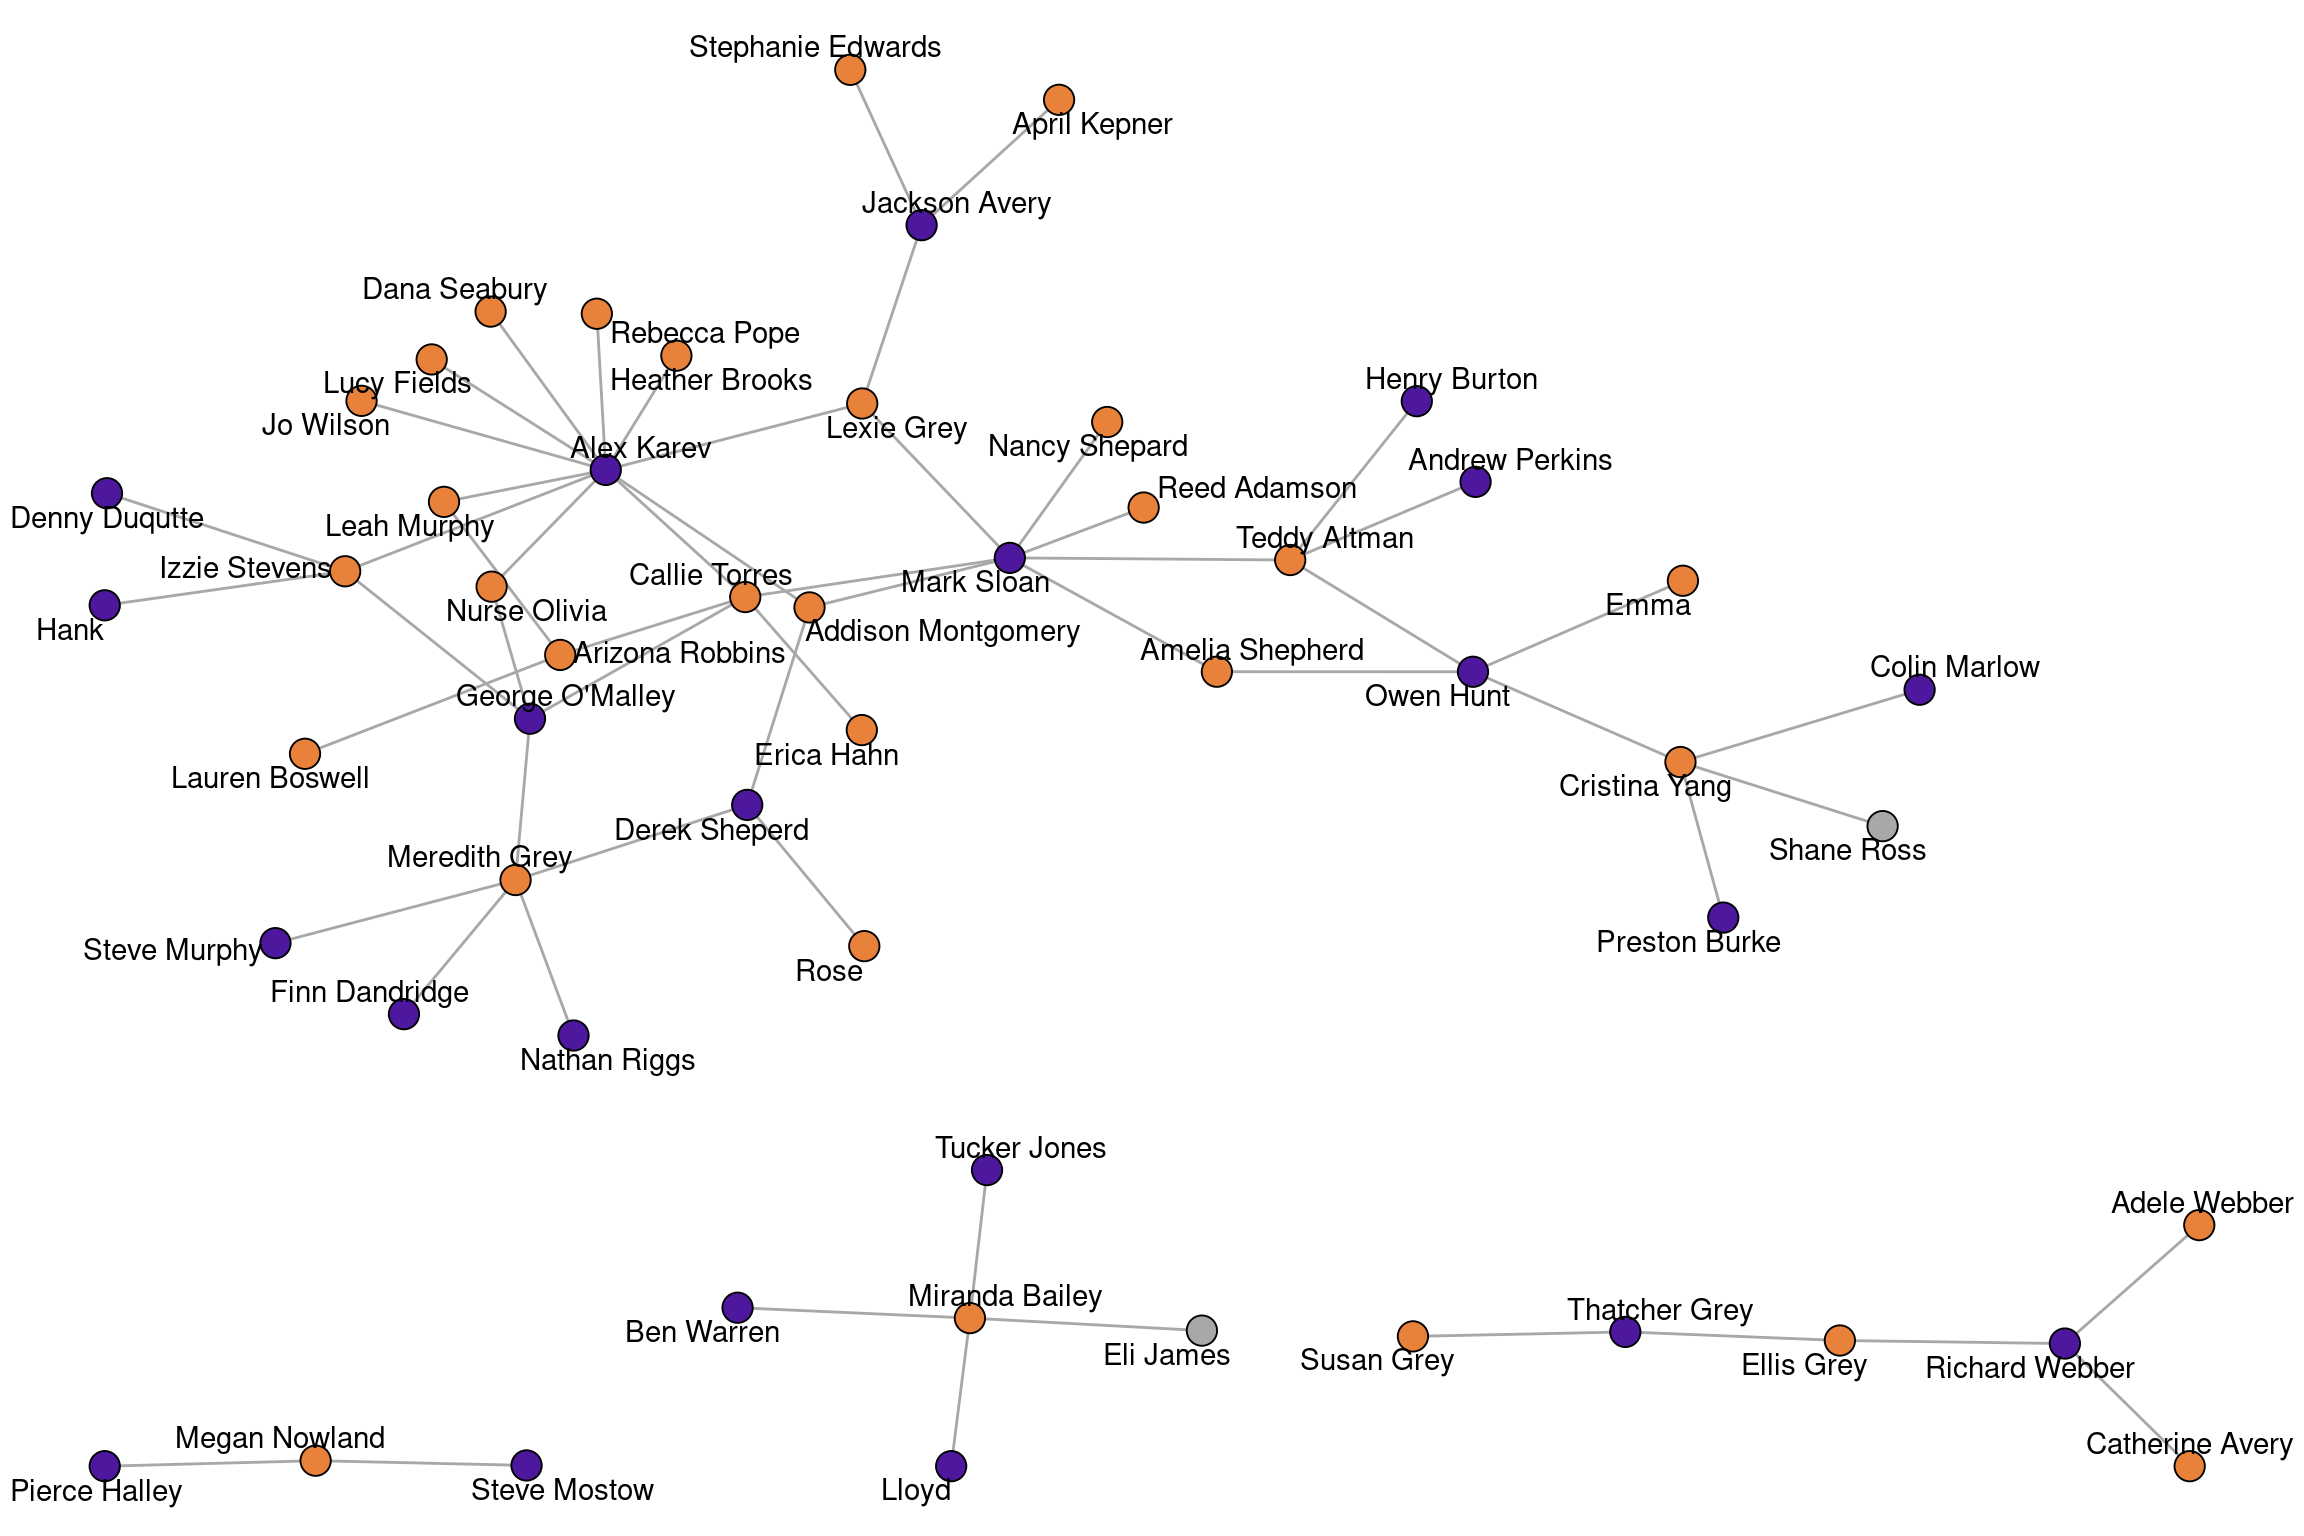 Stephanie Edwards
April Kepner
Jackson Avery
Dana Seabury
Rebecca Pope
Heather Brooks
Lucy Fields
Jo Wilson
Lexie Grey
Henry Burton
Nancy Shepard
Alex Karev
Andrew Perkins
Reed Adamson
Denny Duqutte
Leah Murphy
Teddy Altman
Izzie Stevens
Callie Torres
Mark Sloan
Nurse Olivia
Emma
Hank
Addison Montgomery
Arizona Robbins
Amelia Shepherd
Colin Marlow
George O'Malley
Owen Hunt
Erica Hahn
Lauren Boswell
Cristina Yang
Derek Sheperd
Shane Ross
Meredith Grey
Steve Murphy
Preston Burke
Rose
Finn Dandridge
Nathan Riggs
Tucker Jones
Adele Webber
Miranda Bailey
Thatcher Grey
Ben Warren
Eli James
Susan Grey
Ellis Grey
Richard Webber
Megan Nowland
Catherine Avery
Pierce Halley
Steve Mostow
Lloyd